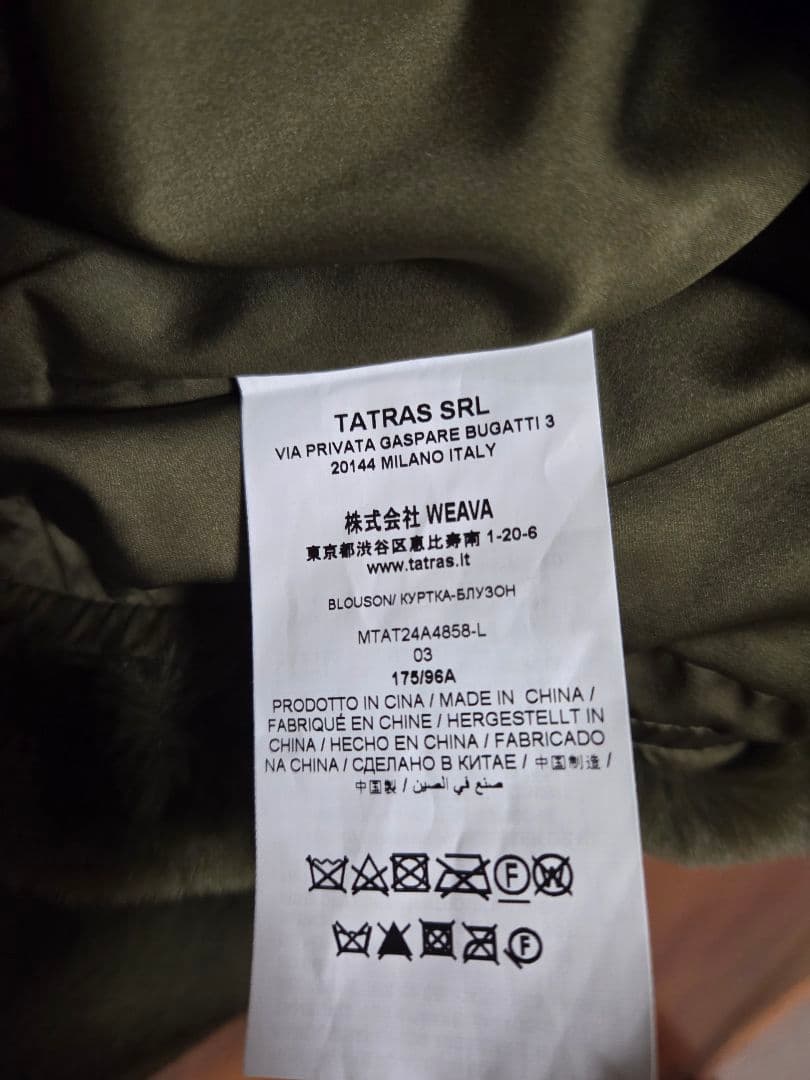 TATRAS SRL
VIA PRIVATA GASPARE BUGATTI 3
20144 MILANO ITALY
株式会社 WEAVA
東京都渋谷区恵比寿南 1-20-6
www.tatras.it
BLOUSON/ КУРТКА-БЛУЗОН
MTAT24A4858-L
03
175/96A
PRODOTTO IN CINA / MADE IN CHINA /
FABRIQUÉ EN CHINE / HERGESTELLT IN
CHINA / HECHO EN CHINA / FABRICADO
NA CHINA / СДЕЛАНО В КИТАЕ / 中国制造 /
中国製 / صنع في الصين
F W
F